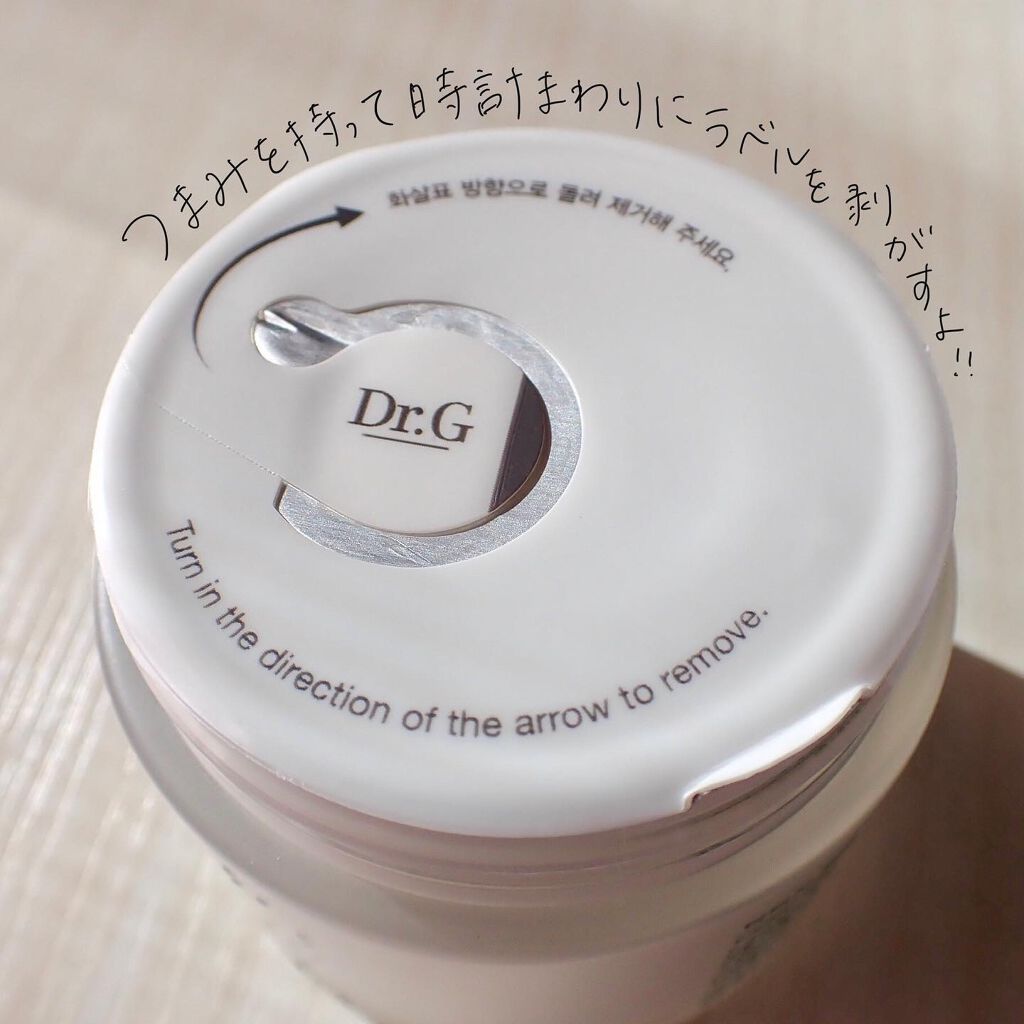 つまみを持って時計まわりにラベルを剥がすよ!!
화살표 방향으로 돌려 제거해 주세요.
Dr.G
Turn in the direction of the arrow to remove.